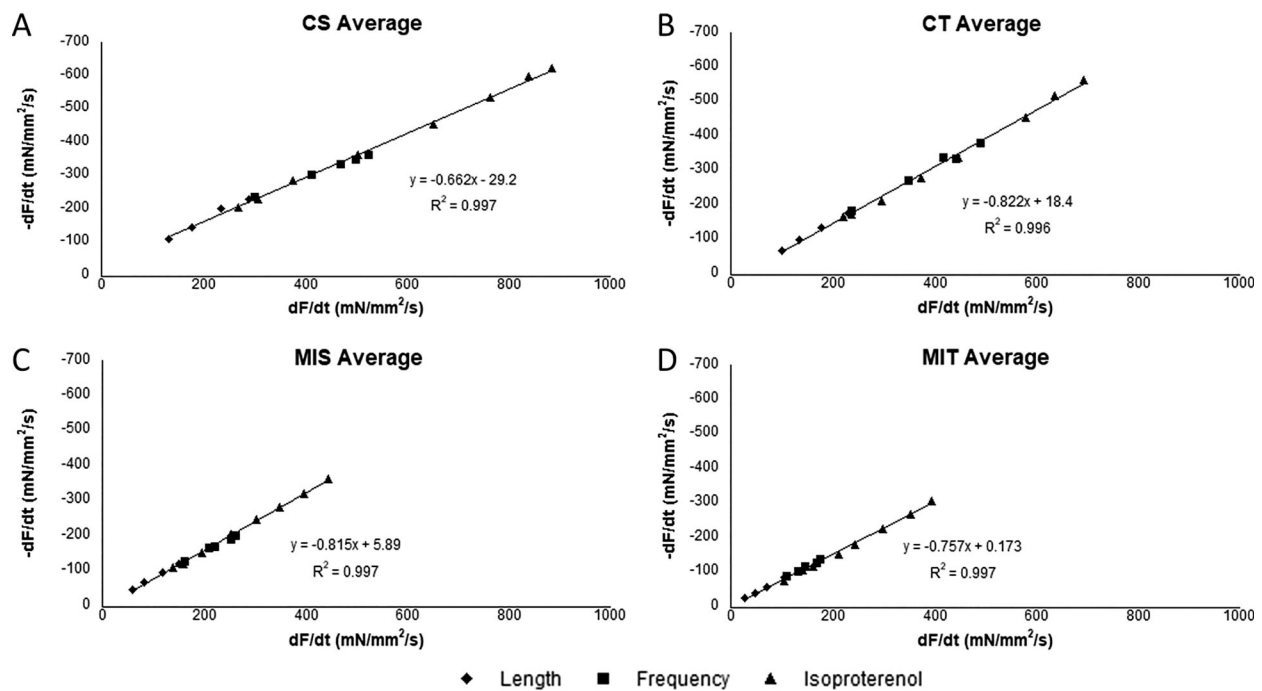 A
CS Average
-700
-600
-500
-400
-300
-200
-100
0
-dF/dt (mN/mm²/s)
y = -0.662x - 29.2
R² = 0.997
0 200 400 600 800 1000
dF/dt (mN/mm²/s)
B
CT Average
-700
-600
-500
-400
-300
-200
-100
0
-dF/dt (mN/mm²/s)
y = -0.822x + 18.4
R² = 0.996
0 200 400 600 800 1000
dF/dt (mN/mm²/s)
C
MIS Average
-700
-600
-500
-400
-300
-200
-100
0
-dF/dt (mN/mm²/s)
y = -0.815x + 5.89
R² = 0.997
0 200 400 600 800 1000
dF/dt (mN/mm²/s)
D
MIT Average
-700
-600
-500
-400
-300
-200
-100
0
-dF/dt (mN/mm²/s)
y = -0.757x + 0.173
R² = 0.997
0 200 400 600 800 1000
dF/dt (mN/mm²/s)
Length Frequency Isoproterenol